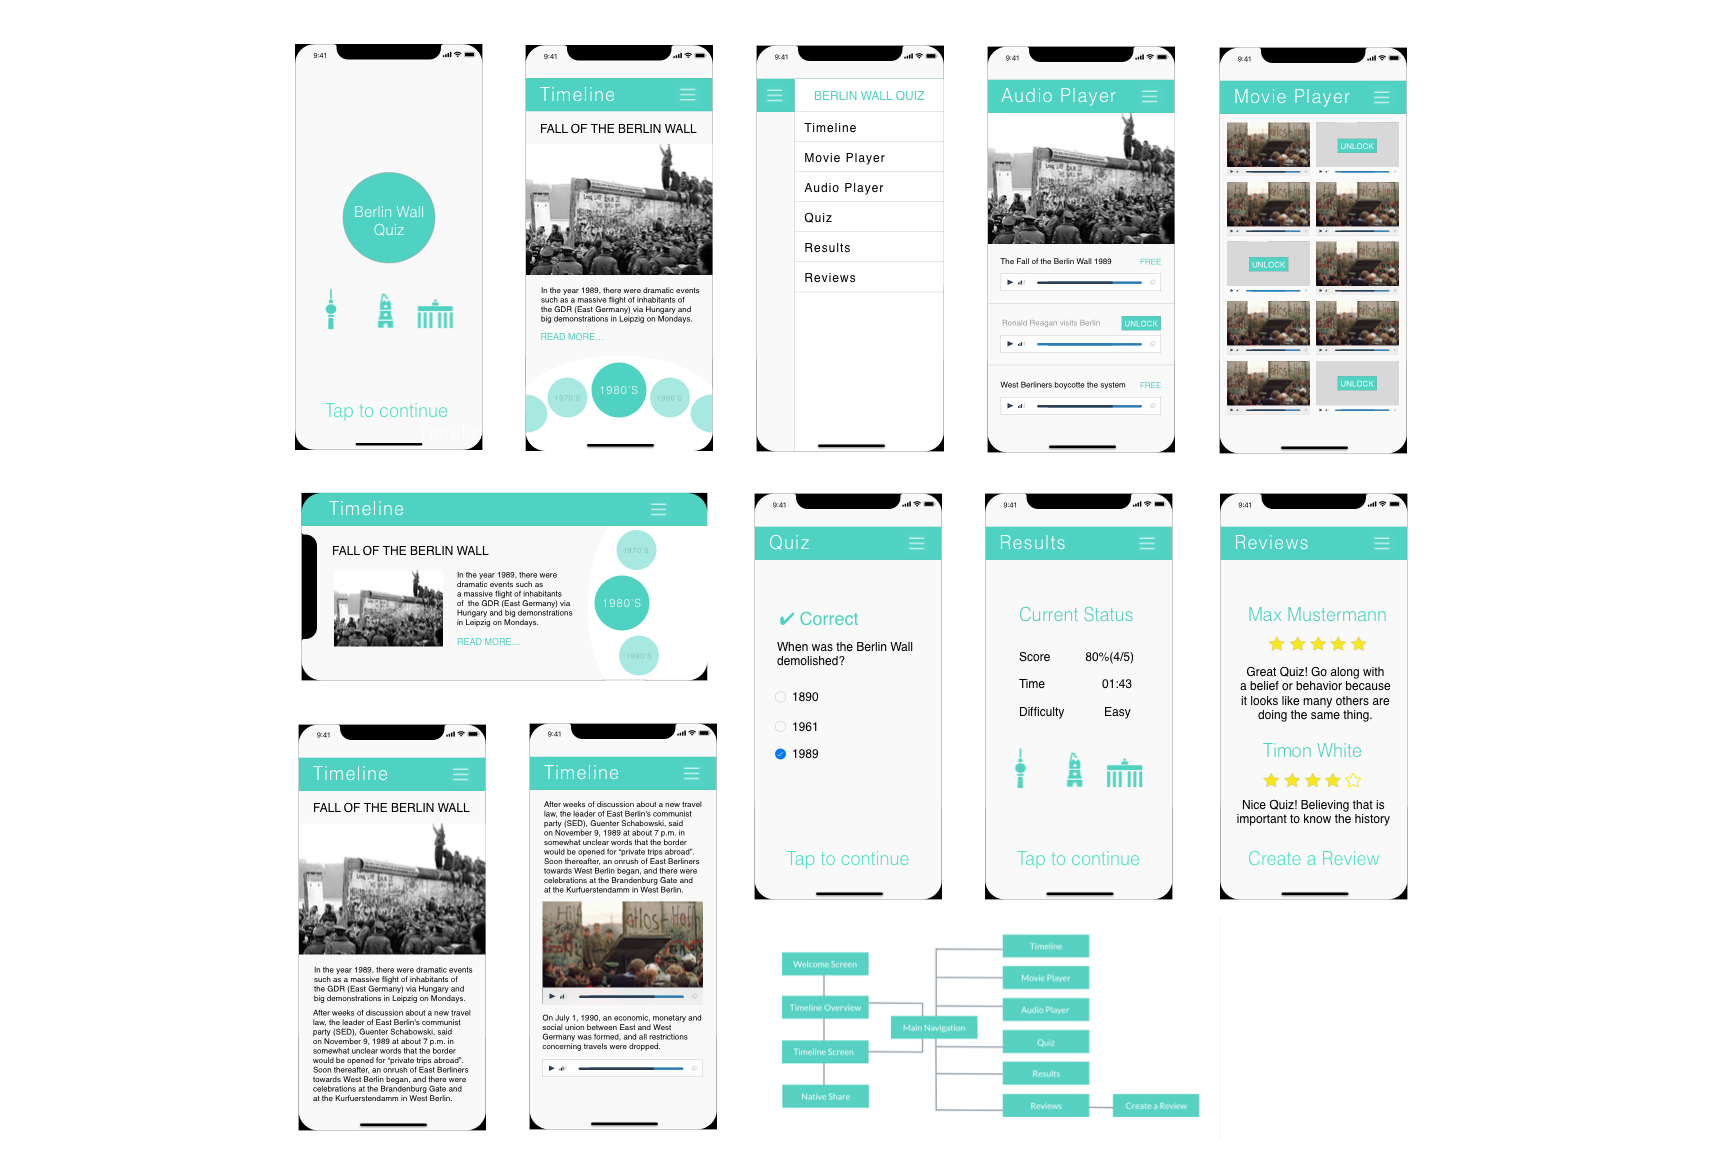 9:41
Berlin Wall
Quiz
Tap to continue
9:41
Timeline
FALL OF THE BERLIN WALL
In the year 1989, there were dramatic events
such as a massive flight of inhabitants of
the GDR (East Germany) via Hungary and
big demonstrations in Leipzig on Mondays.
READ MORE...
1970'S
1980'S
1990'S
9:41
BERLIN WALL QUIZ
Timeline
Movie Player
Audio Player
Quiz
Results
Reviews
9:41
Audio Player
The Fall of the Berlin Wall 1989
FREE
Ronald Reagan visits Berlin
UNLOCK
West Berliners boycotte the system
FREE
9:41
Movie Player
UNLOCK
UNLOCK
UNLOCK
Timeline
FALL OF THE BERLIN WALL
In the year 1989, there were
dramatic events such as
a massive flight of inhabitants
of the GDR (East Germany) via
Hungary and big demonstrations
in Leipzig on Mondays.
READ MORE...
1970'S
1980'S
1990'S
9:41
Quiz
✔ Correct
When was the Berlin Wall
demolished?
1890
1961
1989
Tap to continue
9:41
Results
Current Status
Score 80%(4/5)
Time 01:43
Difficulty Easy
Tap to continue
9:41
Reviews
Max Mustermann
Great Quiz! Go along with
a belief or behavior because
it looks like many others are
doing the same thing.
Timon White
Nice Quiz! Believing that is
important to know the history
Create a Review
9:41
Timeline
FALL OF THE BERLIN WALL
In the year 1989, there were dramatic events
such as a massive flight of inhabitants of
the GDR (East Germany) via Hungary and
big demonstrations in Leipzig on Mondays.
After weeks of discussion about a new travel
law, the leader of East Berlin's communist
party (SED), Guenter Schabowski, said
on November 9, 1989 at about 7 p.m. in
somewhat unclear words that the border
would be opened for "private trips abroad".
Soon thereafter, an onrush of East Berliners
towards West Berlin began, and there were
celebrations at the Brandenburg Gate and
at the Kurfuerstendamm in West Berlin.
9:41
Timeline
After weeks of discussion about a new travel
law, the leader of East Berlin's communist
party (SED), Guenter Schabowski, said
on November 9, 1989 at about 7 p.m. in
somewhat unclear words that the border
would be opened for "private trips abroad".
Soon thereafter, an onrush of East Berliners
towards West Berlin began, and there were
celebrations at the Brandenburg Gate and
at the Kurfuerstendamm in West Berlin.
On July 1, 1990, an economic, monetary and
social union between East and West
Germany was formed, and all restrictions
concerning travels were dropped.
Welcome Screen
Timeline Overview
Timeline Screen
Native Share
Main Navigation
Timeline
Movie Player
Audio Player
Quiz
Results
Reviews
Create a Review